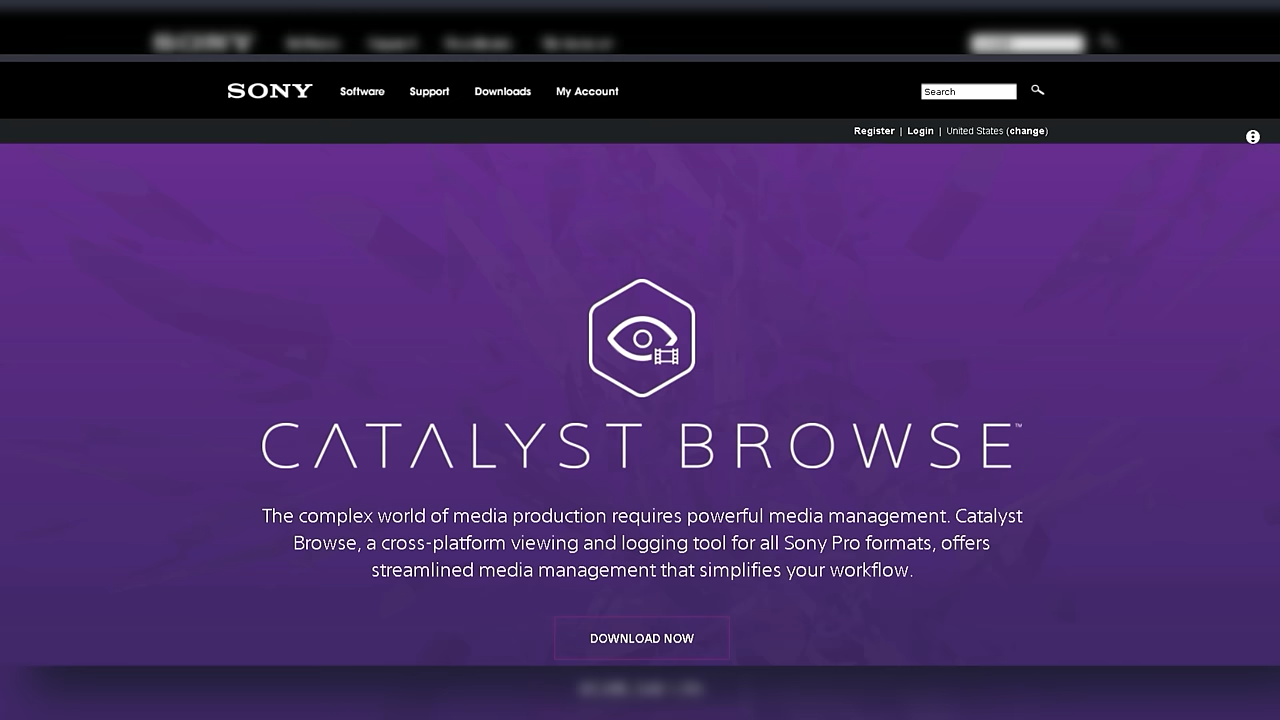 SONY Software Support Downloads My Account Search
Register | Login | United States (change)
CATALYST BROWSE™
The complex world of media production requires powerful media management. Catalyst
Browse, a cross-platform viewing and logging tool for all Sony Pro formats, offers
streamlined media management that simplifies your workflow.
DOWNLOAD NOW